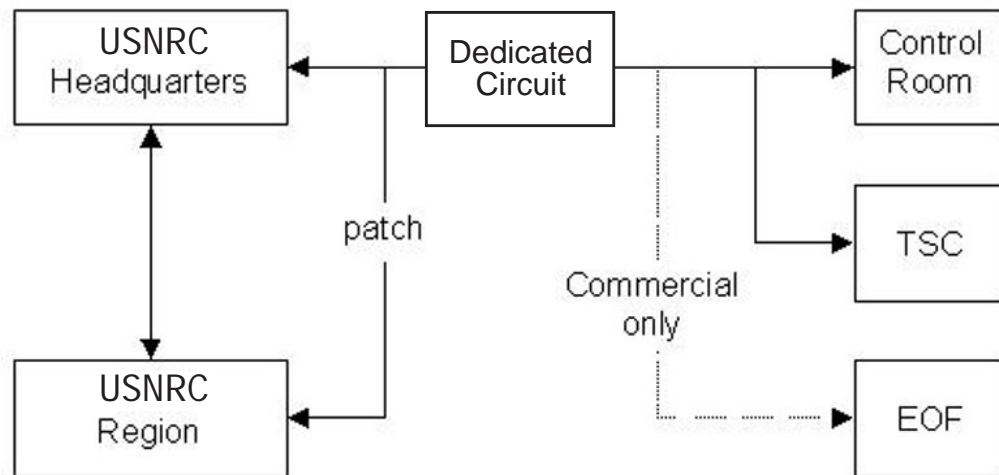 USNRC
Headquarters
Dedicated
Circuit
Control
Room
patch
TSC
Commercial
only
USNRC
Region
EOF